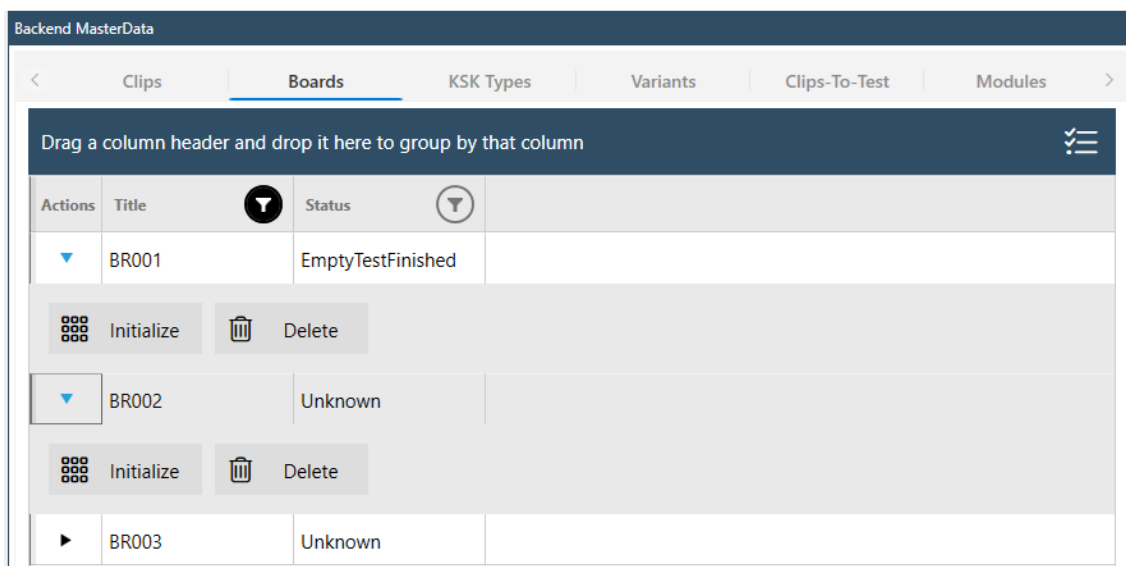 Backend MasterData
Clips Boards KSK Types Variants Clips-To-Test Modules
Drag a column header and drop it here to group by that column
Actions Title Status
BR001 EmptyTestFinished
Initialize Delete
BR002 Unknown
Initialize Delete
BR003 Unknown